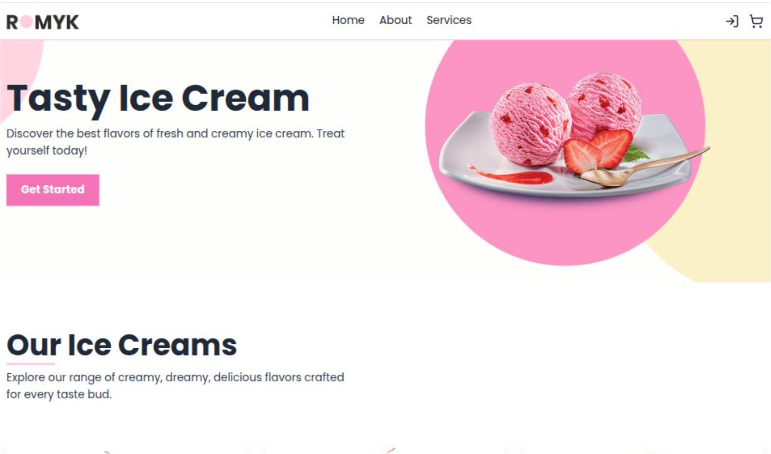 ROMYK
Home About Services
Tasty Ice Cream
Discover the best flavors of fresh and creamy ice cream. Treat
yourself today!
Get Started
Our Ice Creams
Explore our range of creamy, dreamy, delicious flavors crafted
for every taste bud.